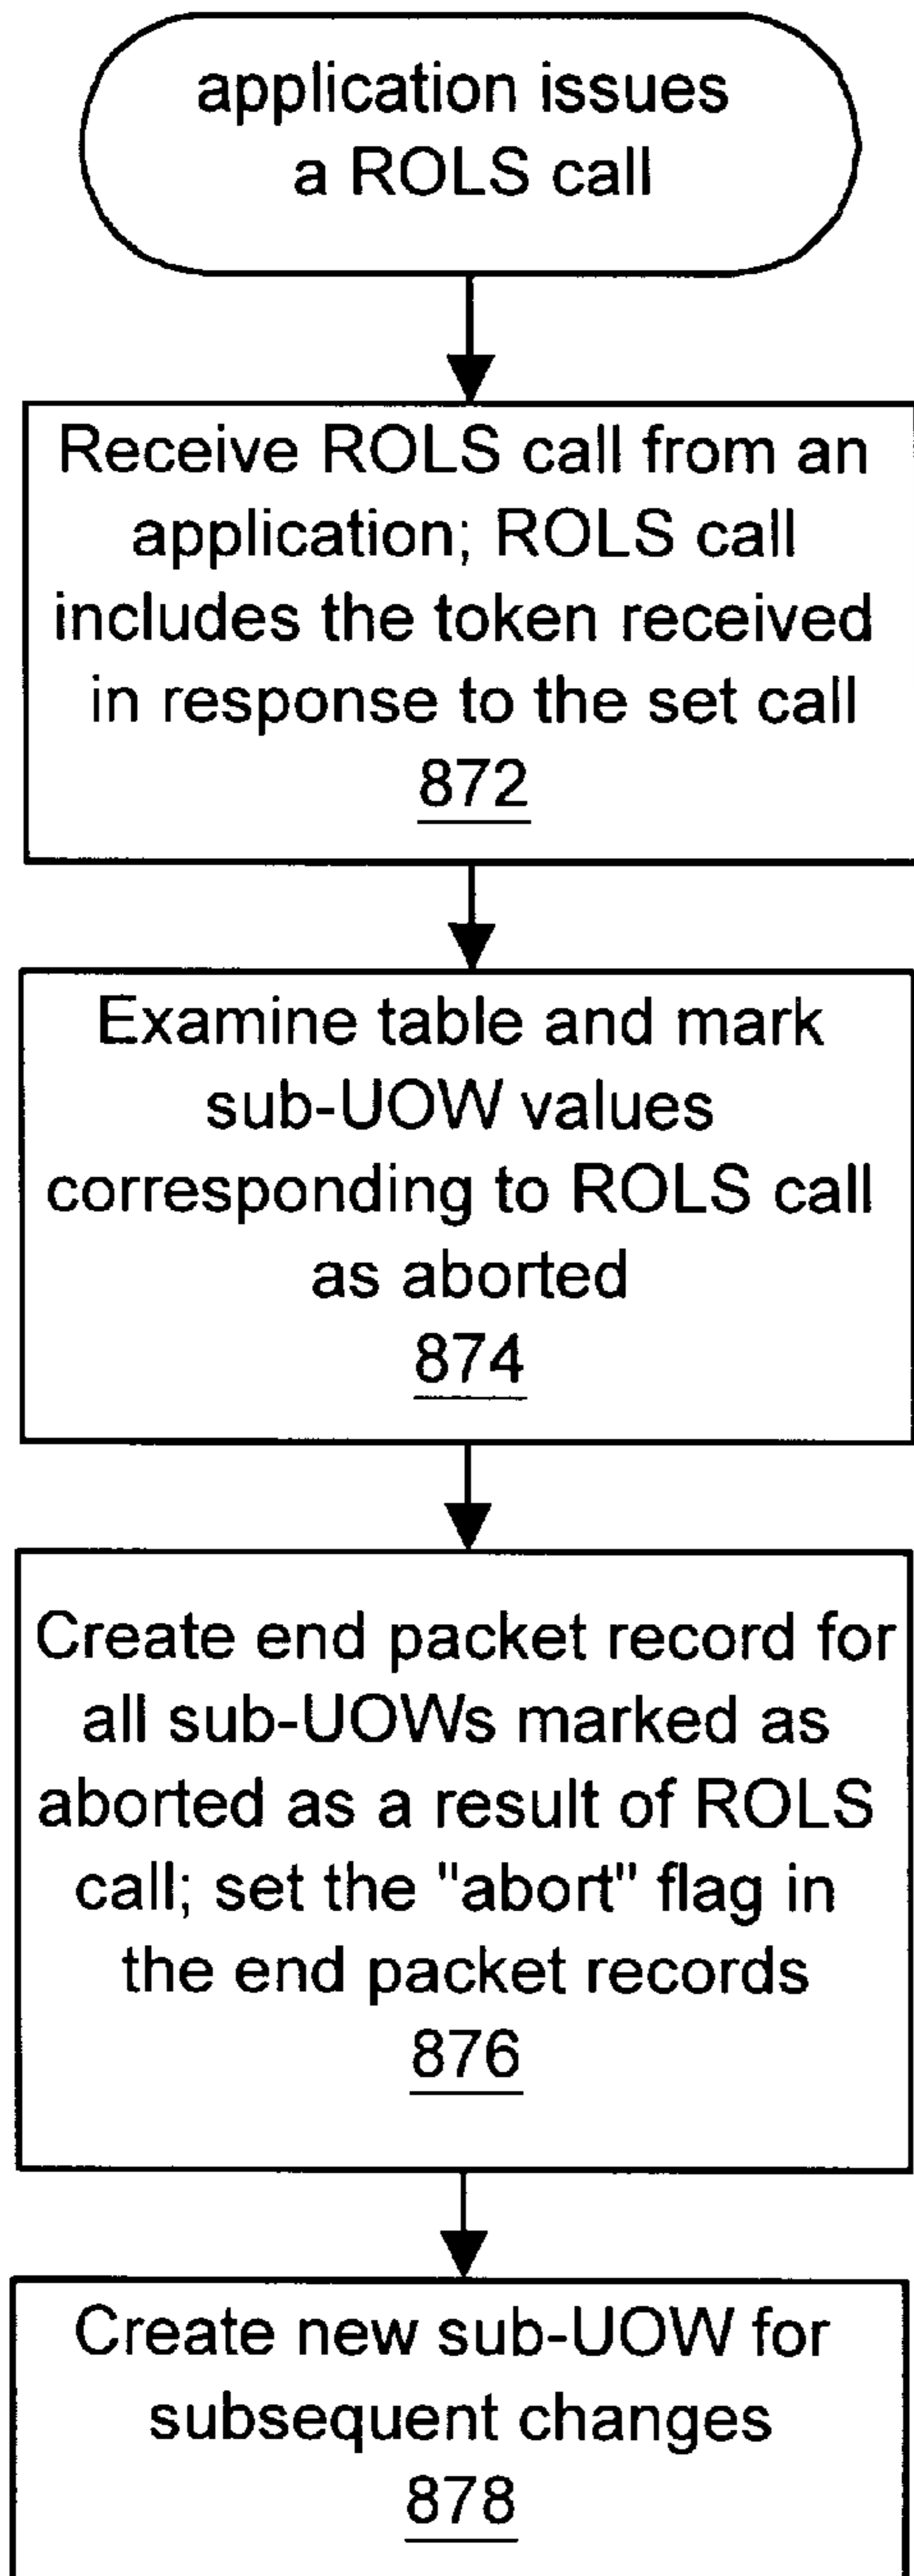 application issues
a ROLS call
Receive ROLS call from an
application; ROLS call
includes the token received
in response to the set call
872
Examine table and mark
sub-UOW values
corresponding to ROLS call
as aborted
874
Create end packet record for
all sub-UOWs marked as
aborted as a result of ROLS
call; set the "abort" flag in
the end packet records
876
Create new sub-UOW for
subsequent changes
878